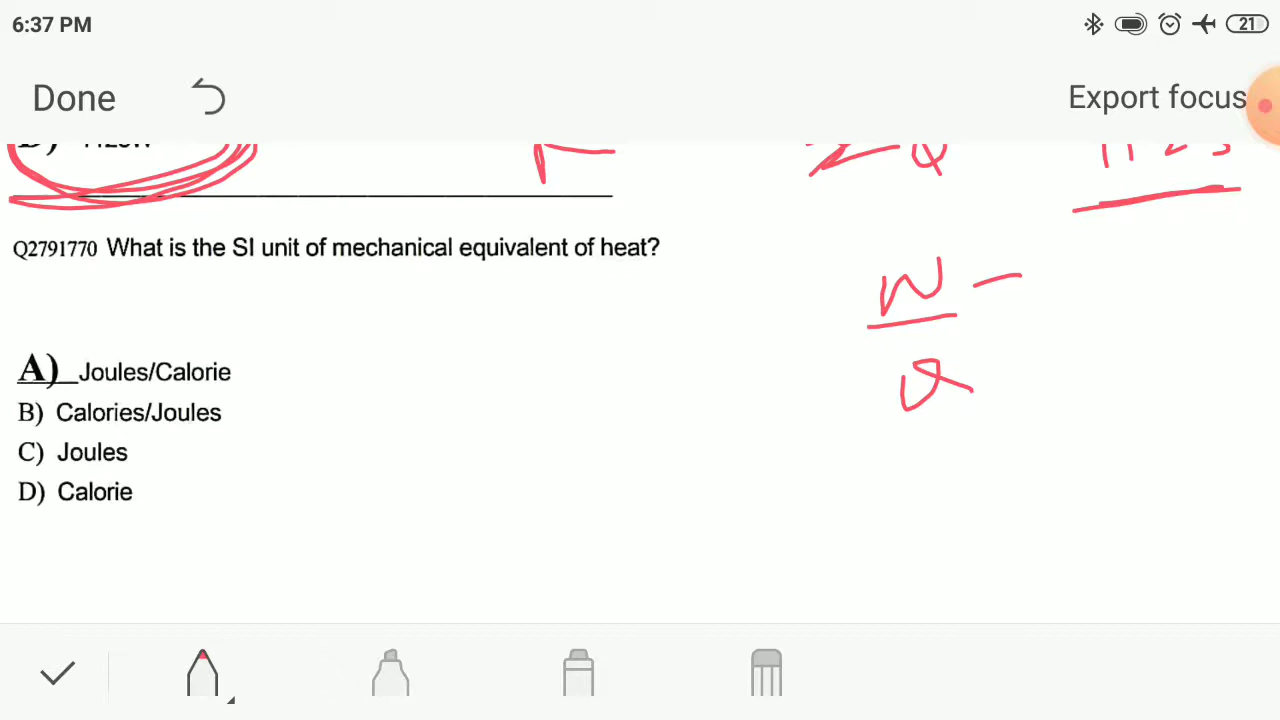 6:37 PM
21
Done
Export focus
Q2791770 What is the SI unit of mechanical equivalent of heat?
W
Q
A) Joules/Calorie
B) Calories/Joules
C) Joules
D) Calorie